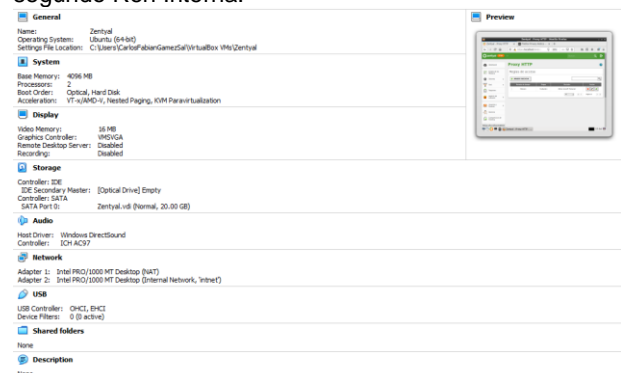 General
Name: Zentyal
Operating System: Ubuntu (64-bit)
Settings File Location: C:\Users\CarlosFabianGamezSal\VirtualBox VMs\Zentyal
System
Base Memory: 4096 MB
Processors: 2
Boot Order: Optical, Hard Disk
Acceleration: VT-x/AMD-V, Nested Paging, KVM Paravirtualization
Display
Video Memory: 16 MB
Graphics Controller: VMSVGA
Remote Desktop Server: Disabled
Recording: Disabled
Storage
Controller: IDE
IDE Secondary Master: [Optical Drive] Empty
Controller: SATA
SATA Port 0: Zentyal.vdi (Normal, 20.00 GB)
Audio
Host Driver: Windows DirectSound
Controller: ICH AC97
Network
Adapter 1: Intel PRO/1000 MT Desktop (NAT)
Adapter 2: Intel PRO/1000 MT Desktop (Internal Network, 'intnet')
USB
USB Controller: OHCI, EHCI
Device Filters: 0 (0 active)
Shared folders
None
Description
Preview
Proxy HTTP